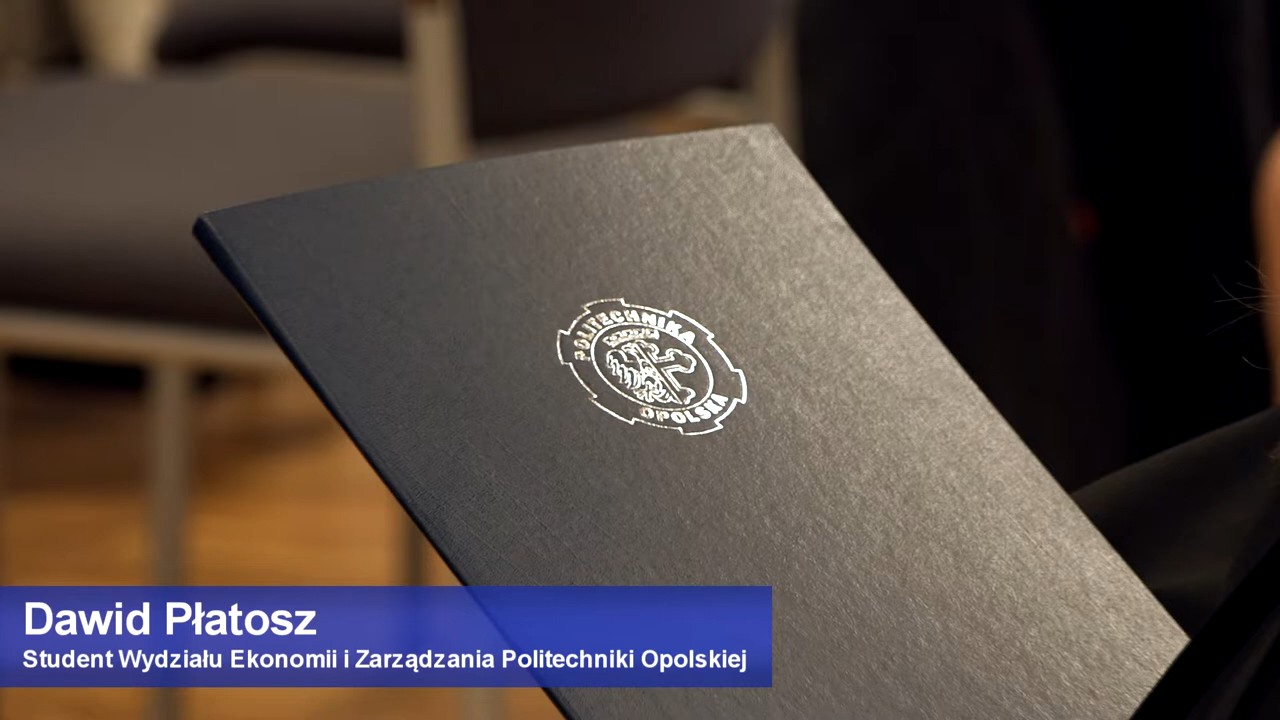 POLITECHNIKA
OPOLSKA
Dawid Płatosz
Student Wydziału Ekonomii i Zarządzania Politechniki Opolskiej